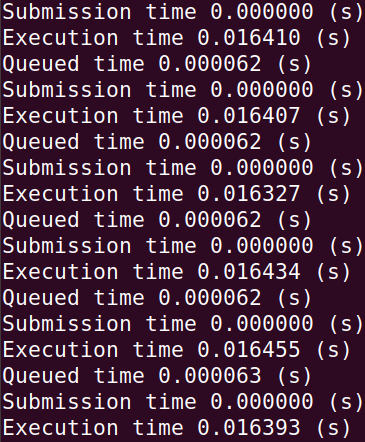 Submission time 0.000000 (s)
Execution time 0.016410 (s)
Queued time 0.000062 (s)
Submission time 0.000000 (s)
Execution time 0.016407 (s)
Queued time 0.000062 (s)
Submission time 0.000000 (s)
Execution time 0.016327 (s)
Queued time 0.000062 (s)
Submission time 0.000000 (s)
Execution time 0.016434 (s)
Queued time 0.000062 (s)
Submission time 0.000000 (s)
Execution time 0.016455 (s)
Queued time 0.000063 (s)
Submission time 0.000000 (s)
Execution time 0.016393 (s)